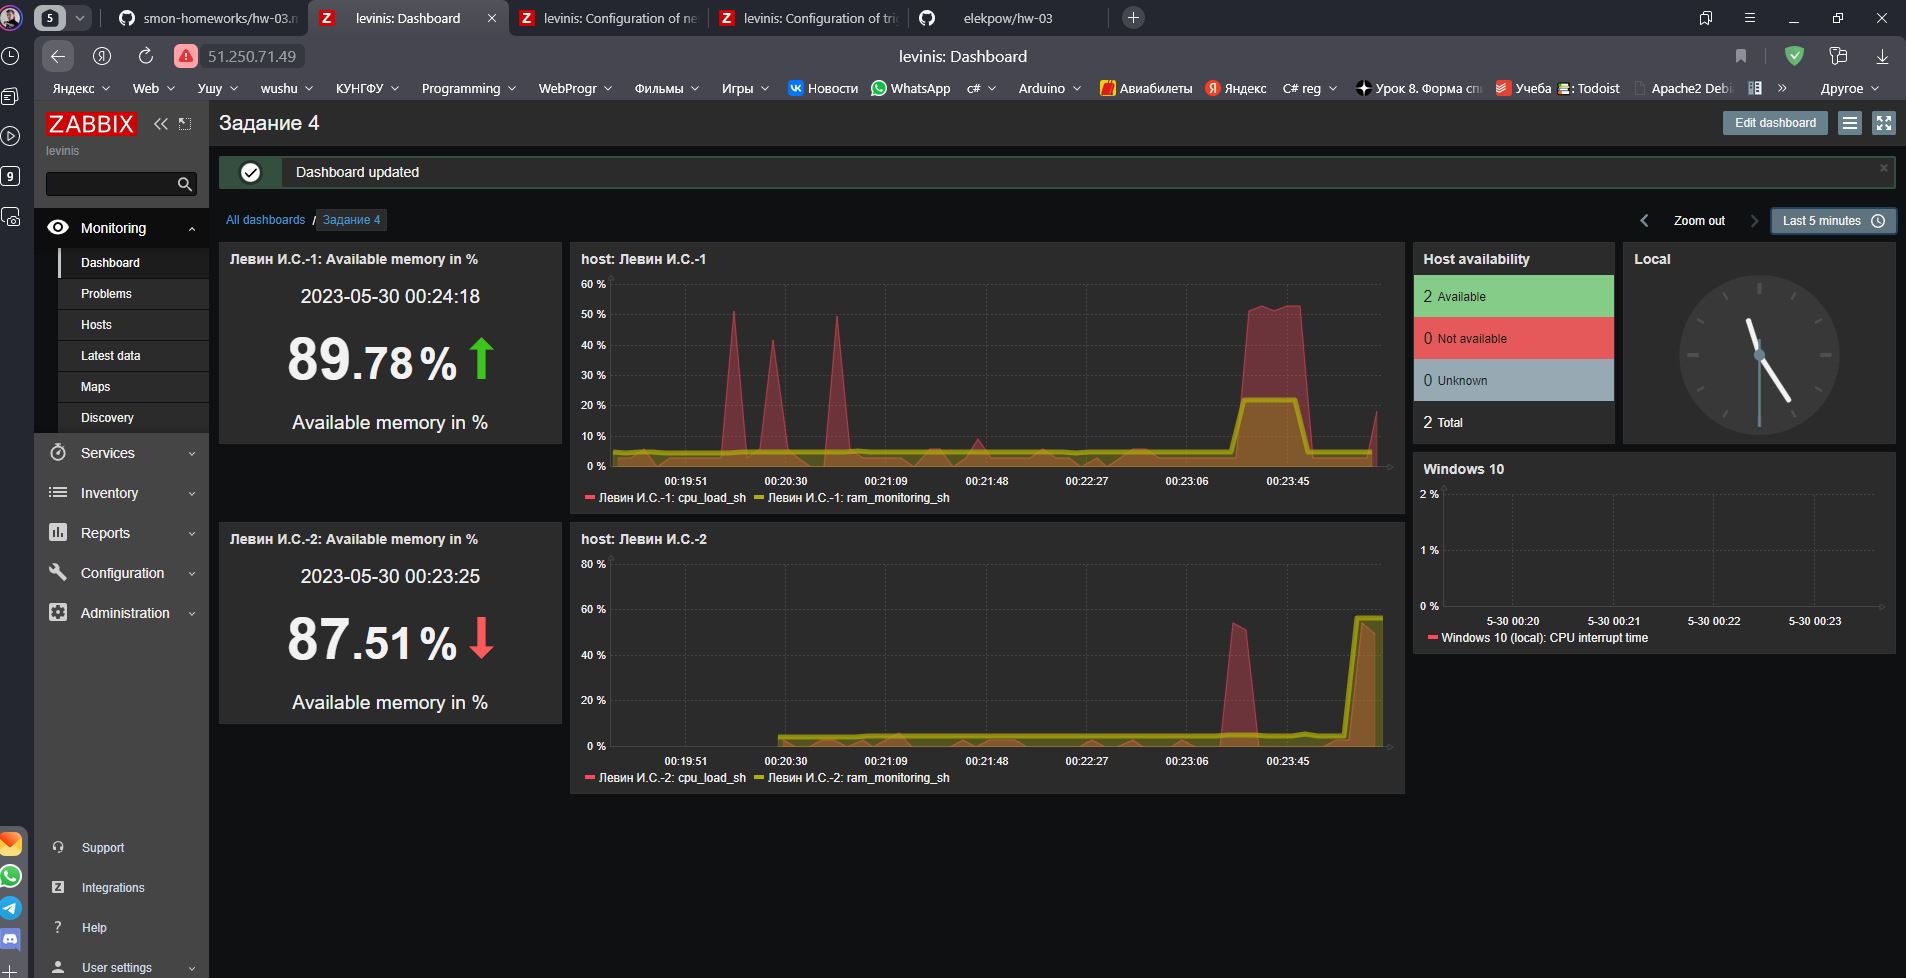 5
smon-homeworks/hw-03.m
levinis: Dashboard
levinis: Configuration of ne
levinis: Configuration of tri
elekpow/hw-03
51.250.71.49
levinis: Dashboard
Яндекс
Web
Ушу
wushu
КУНГФУ
Programming
WebProgr
Фильмы
Игры
Новости
WhatsApp
c#
Arduino
Авиабилеты
Яндекс
C# reg
Урок 8. Форма сп
Учеба
: Todoist
Apache2 Debi
Другое
9
ZABBIX
levinis
Monitoring
Dashboard
Problems
Hosts
Latest data
Maps
Discovery
Services
Inventory
Reports
Configuration
Administration
Support
Integrations
Help
User settings
Задание 4
Edit dashboard
Dashboard updated
All dashboards / Задание 4
Zoom out
Last 5 minutes
Левин И.С.-1: Available memory in %
2023-05-30 00:24:18
89.78 %
Available memory in %
host: Левин И.С.-1
60 %
50 %
40 %
30 %
20 %
10 %
0 %
00:19:51 00:20:30 00:21:09 00:21:48 00:22:27 00:23:06 00:23:45
Левин И.С.-1: cpu_load_sh Левин И.С.-1: ram_monitoring_sh
Host availability
2 Available
0 Not available
0 Unknown
2 Total
Local
Левин И.С.-2: Available memory in %
2023-05-30 00:23:25
87.51 %
Available memory in %
host: Левин И.С.-2
80 %
60 %
40 %
20 %
0 %
00:19:51 00:20:30 00:21:09 00:21:48 00:22:27 00:23:06 00:23:45
Левин И.С.-2: cpu_load_sh Левин И.С.-2: ram_monitoring_sh
Windows 10
2 %
1 %
0 %
5-30 00:20 5-30 00:21 5-30 00:22 5-30 00:23
Windows 10 (local): CPU interrupt time